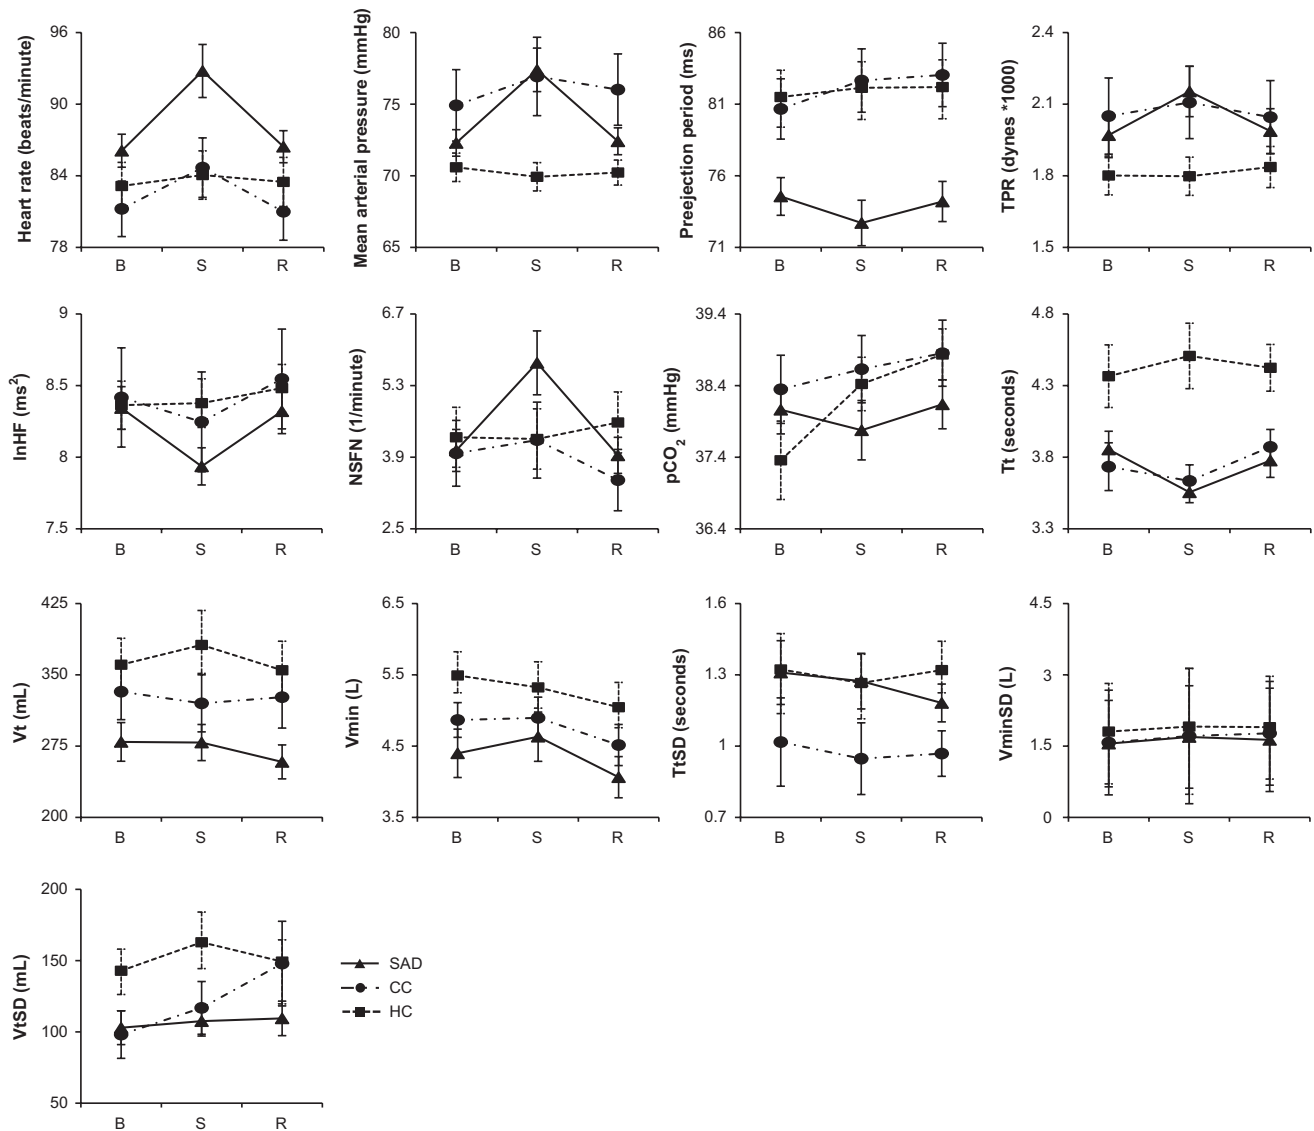 Heart rate (beats/minute)
96
90
84
78
B S R
Mean arterial pressure (mmHg)
80
75
70
65
B S R
Preejection period (ms)
86
81
76
71
B S R
TPR (dynes *1000)
2.4
2.1
1.8
1.5
B S R
lnHF (ms²)
9
8.5
8
7.5
B S R
NSFN (1/minute)
6.7
5.3
3.9
2.5
B S R
pCO₂ (mmHg)
39.4
38.4
37.4
36.4
B S R
Tt (seconds)
4.8
4.3
3.8
3.3
B S R
Vt (mL)
425
350
275
200
B S R
Vmin (L)
6.5
5.5
4.5
3.5
B S R
TtSD (seconds)
1.6
1.3
1
0.7
B S R
VminSD (L)
4.5
3
1.5
0
B S R
VtSD (mL)
200
150
100
50
B S R
SAD
CC
HC